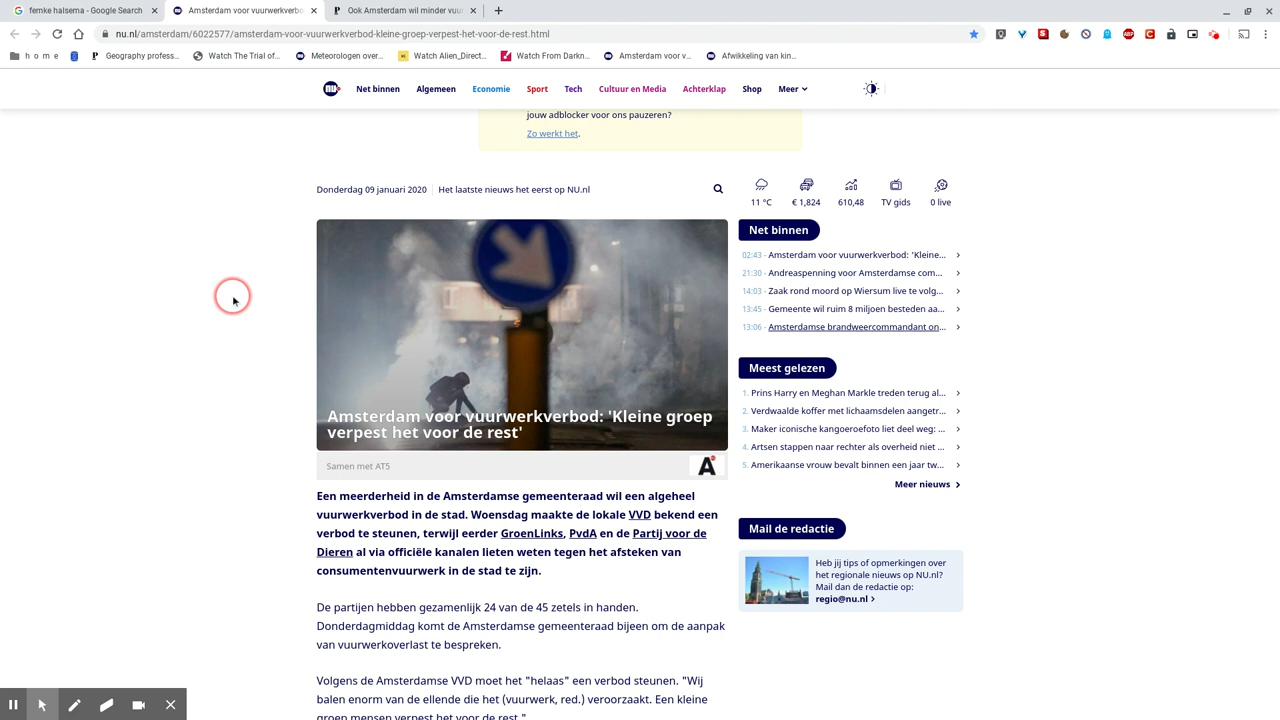 femke halsema - Google Search
Amsterdam voor vuurwerkverbo
Ook Amsterdam wil minder vuur
nu.nl/amsterdam/6022577/amsterdam-voor-vuurwerkverbod-kleine-groep-verpest-het-voor-de-rest.html
h o m e
Geography profess...
Watch The Trial of...
Meteorologen over...
Watch Alien_Direct...
Watch From Darkn...
Amsterdam voor v...
Afwikkeling van kin...
nu
Net binnen
Algemeen
Economie
Sport
Tech
Cultuur en Media
Achterklap
Shop
Meer
jouw adblocker voor ons pauzeren?
Zo werkt het.
Donderdag 09 januari 2020
Het laatste nieuws het eerst op NU.nl
11 °C
€ 1,824
610,48
TV gids
0 live
Amsterdam voor vuurwerkverbod: 'Kleine groep
verpest het voor de rest'
Samen met AT5
A
Een meerderheid in de Amsterdamse gemeenteraad wil een algeheel
vuurwerkverbod in de stad. Woensdag maakte de lokale VVD bekend een
verbod te steunen, terwijl eerder GroenLinks, PvdA en de Partij voor de
Dieren al via officiële kanalen lieten weten tegen het afsteken van
consumentenvuurwerk in de stad te zijn.
De partijen hebben gezamenlijk 24 van de 45 zetels in handen.
Donderdagmiddag komt de Amsterdamse gemeenteraad bijeen om de aanpak
van vuurwerkoverlast te bespreken.
Volgens de Amsterdamse VVD moet het "helaas" een verbod steunen. "Wij
balen enorm van de ellende die het (vuurwerk, red.) veroorzaakt. Een kleine
groep mensen verpest het voor de rest."
Net binnen
02:43 - Amsterdam voor vuurwerkverbod: 'Kleine...
21:30 - Andreaspenning voor Amsterdamse com...
14:03 - Zaak rond moord op Wiersum live te volg...
13:45 - Gemeente wil ruim 8 miljoen besteden aa...
13:06 - Amsterdamse brandweercommandant on...
Meest gelezen
1. Prins Harry en Meghan Markle treden terug al...
2. Verdwaalde koffer met lichaamsdelen aangetr...
3. Maker iconische kangoeroefoto liet deel weg: ...
4. Artsen stappen naar rechter als overheid niet ...
5. Amerikaanse vrouw bevalt binnen een jaar tw...
Meer nieuws
Mail de redactie
Heb jij tips of opmerkingen over
het regionale nieuws op NU.nl?
Mail dan de redactie op:
regio@nu.nl